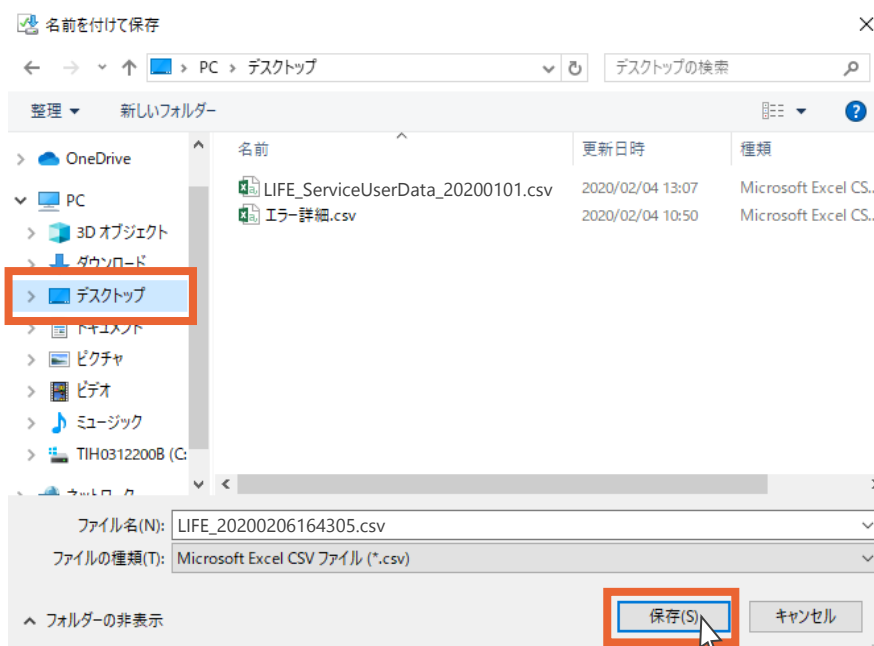 名前を付けて保存
PC > デスクトップ
デスクトップの検索
整理
新しいフォルダー
OneDrive
PC
3D オブジェクト
ダウンロード
デスクトップ
ドキュメント
ピクチャ
ビデオ
ミュージック
TIH0312200B (C:
ネットワーク
名前 更新日時 種類
LIFE_ServiceUserData_20200101.csv 2020/02/04 13:07 Microsoft Excel CS..
エラー詳細.csv 2020/02/04 10:50 Microsoft Excel CS..
ファイル名(N): LIFE_20200206164305.csv
ファイルの種類(T): Microsoft Excel CSV ファイル (*.csv)
フォルダーの非表示
保存(S)
キャンセル